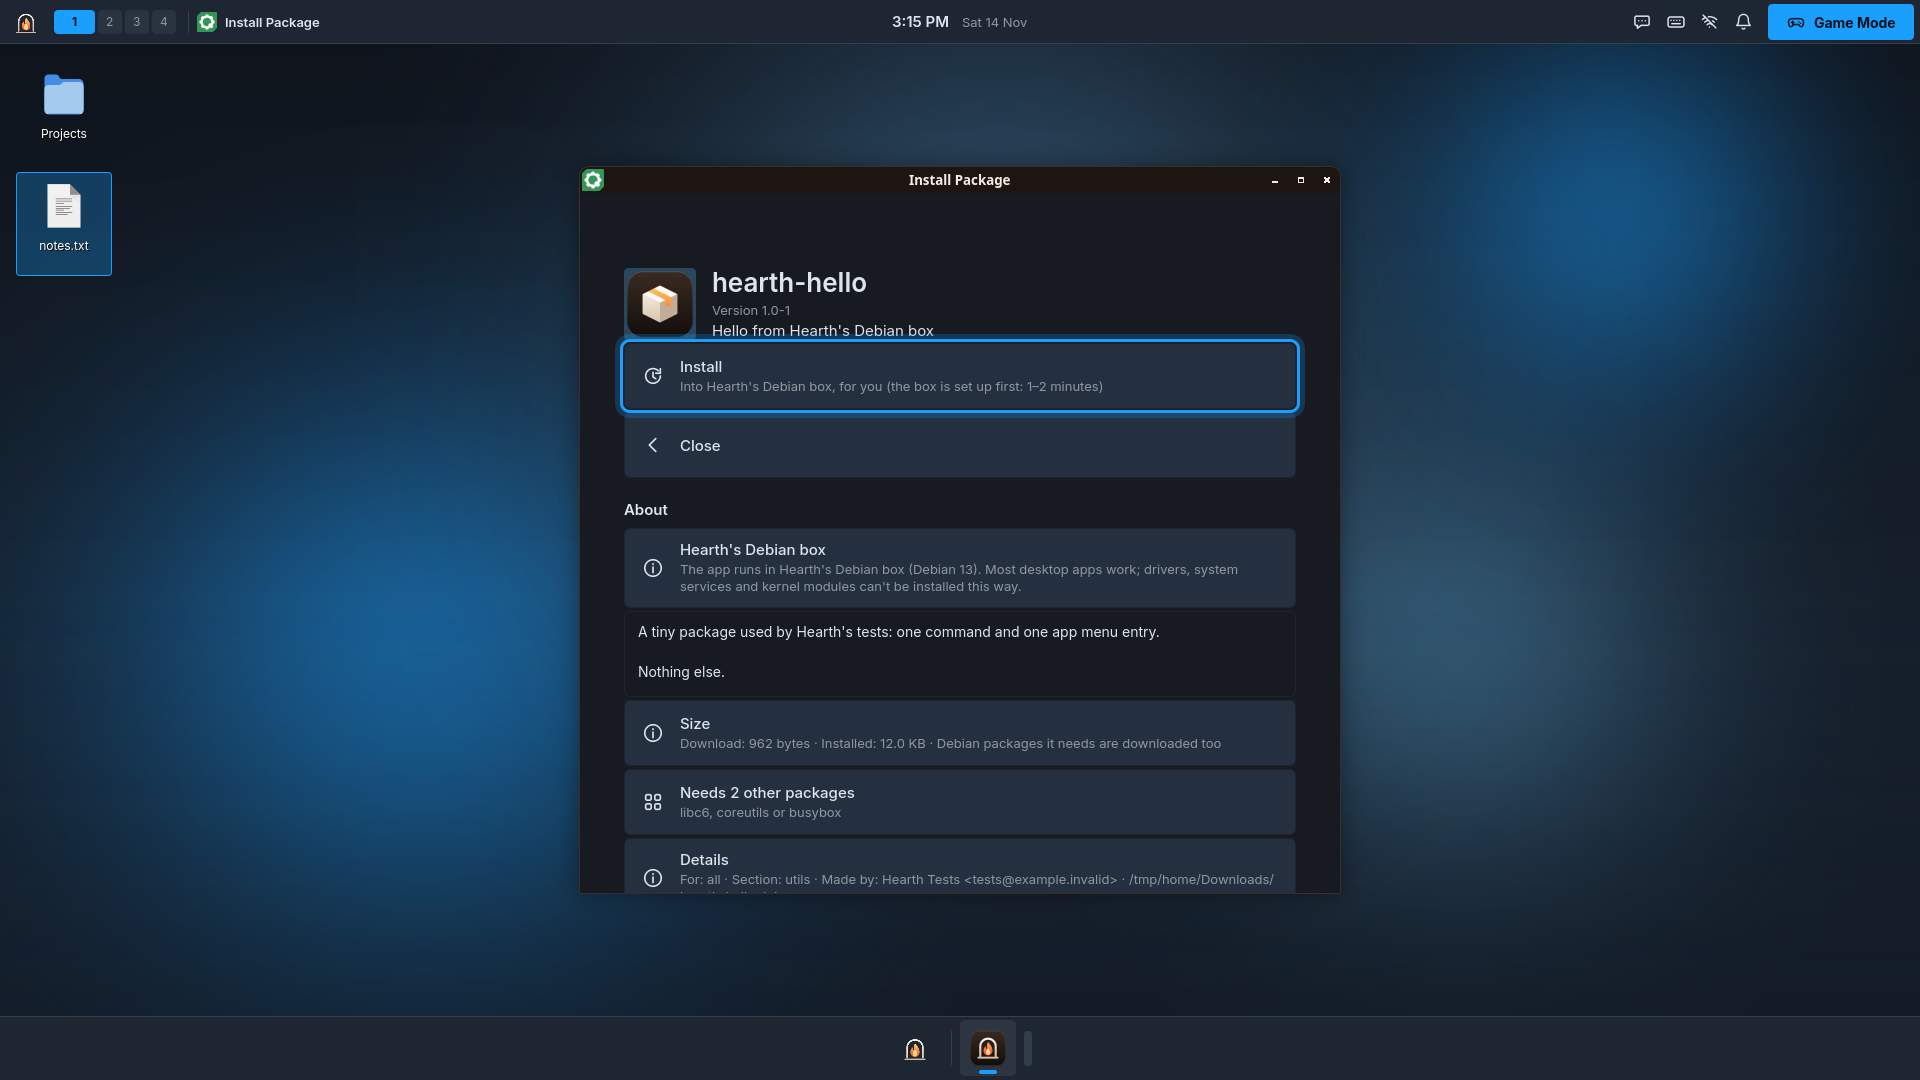 1 2 3 4 Install Package 3:15 PM Sat 14 Nov Game Mode
Projects
notes.txt
Install Package
hearth-hello
Version 1.0-1
Hello from Hearth's Debian box
Install
Into Hearth's Debian box, for you (the box is set up first: 1–2 minutes)
Close
About
Hearth's Debian box
The app runs in Hearth's Debian box (Debian 13). Most desktop apps work; drivers, system
services and kernel modules can't be installed this way.
A tiny package used by Hearth's tests: one command and one app menu entry.
Nothing else.
Size
Download: 962 bytes · Installed: 12.0 KB · Debian packages it needs are downloaded too
Needs 2 other packages
libc6, coreutils or busybox
Details
For: all · Section: utils · Made by: Hearth Tests <tests@example.invalid> · /tmp/home/Downloads/